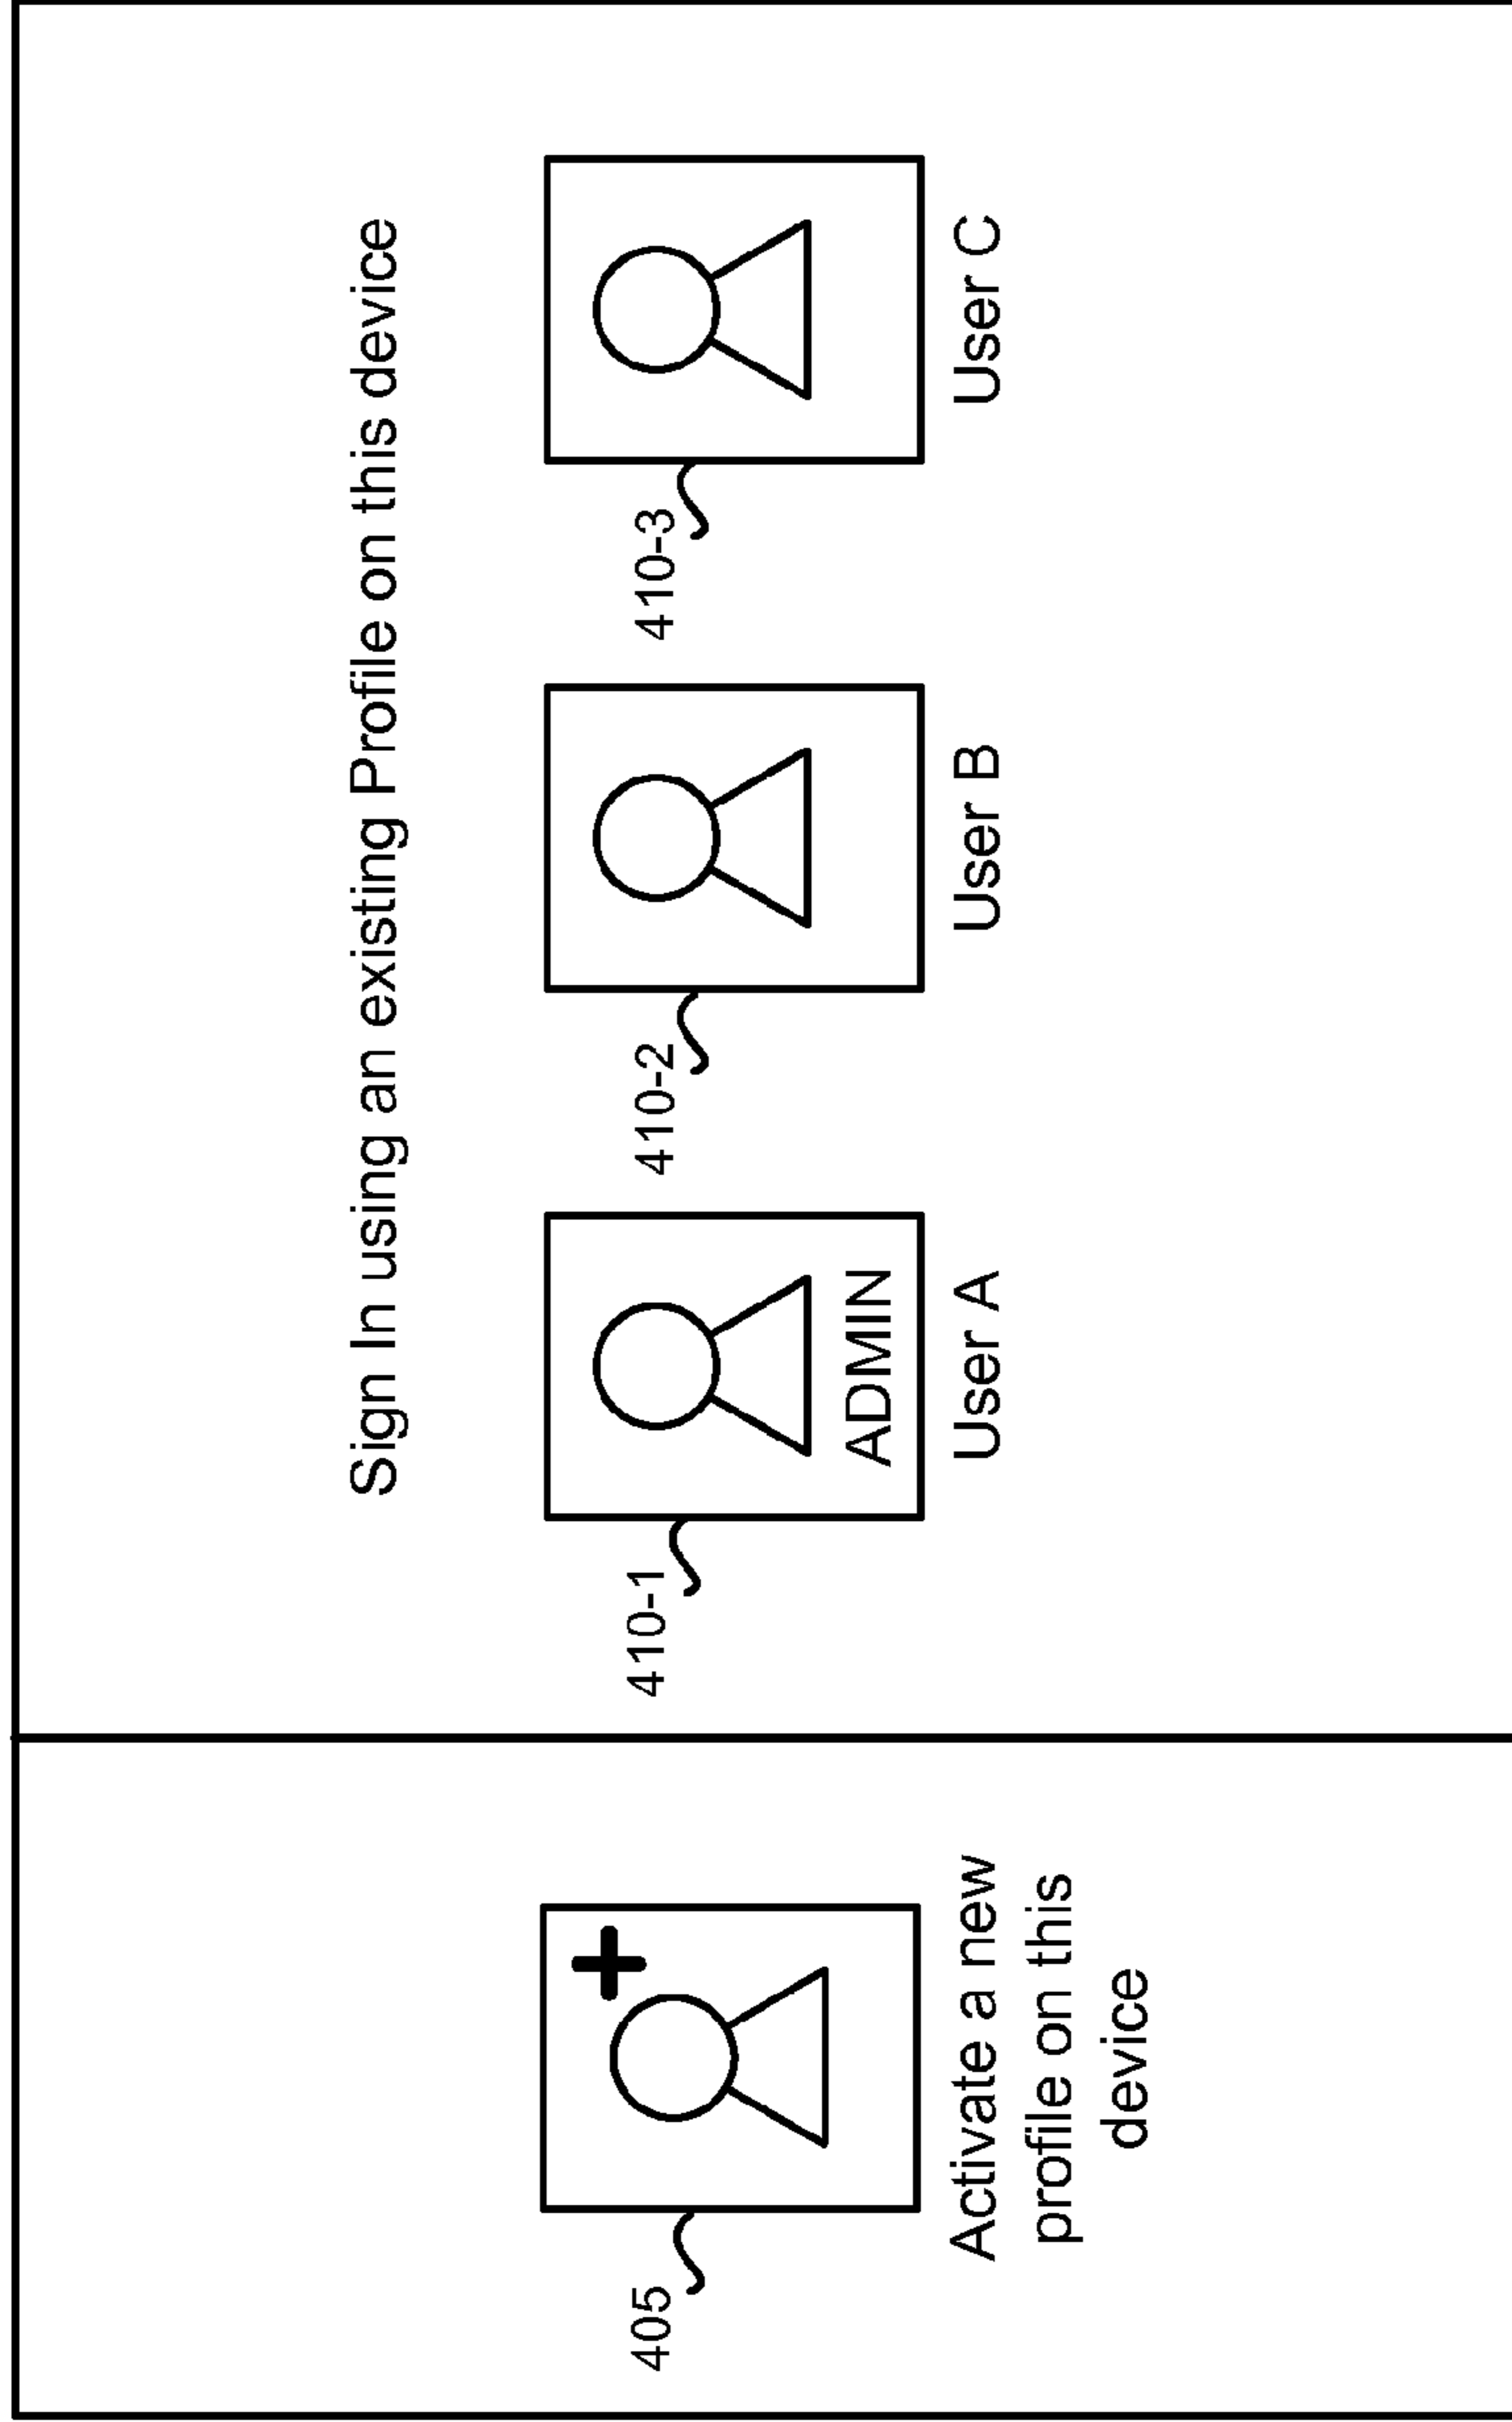 405
Activate a new
profile on this
device
Sign In using an existing Profile on this device
410-1
ADMIN
User A
410-2
User B
410-3
User C